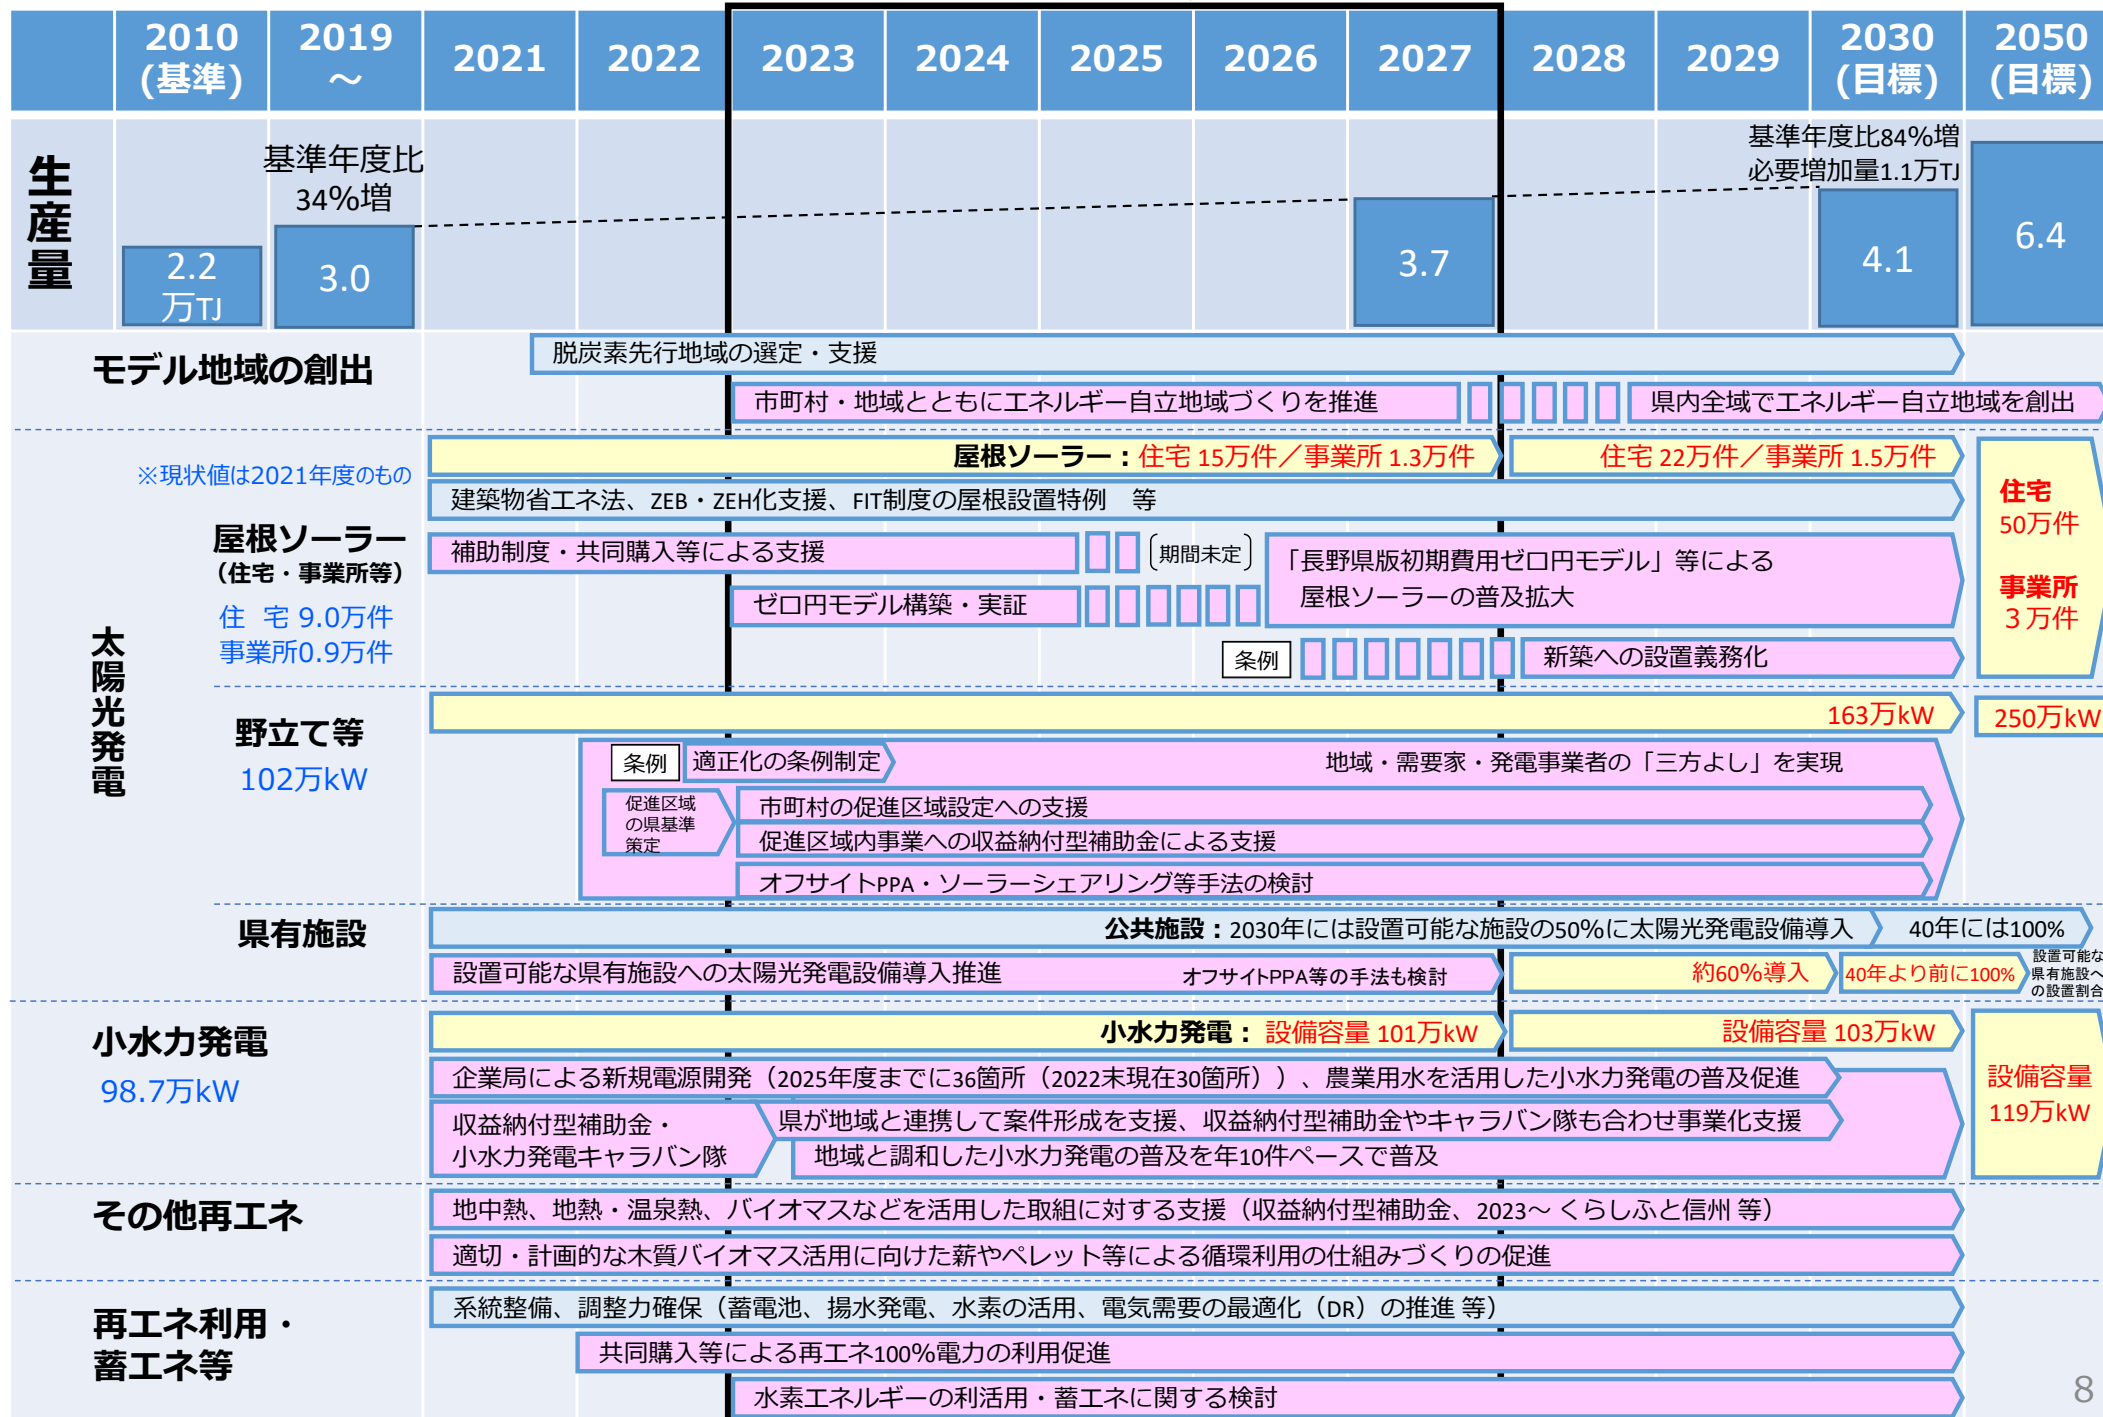 2010
(基準)
2019
～
2021
2022
2023
2024
2025
2026
2027
2028
2029
2030
(目標)
2050
(目標)
生産量
2.2
万TJ
基準年度比
34%増
3.0
3.7
基準年度比84%増
必要増加量1.1万TJ
4.1
6.4
モデル地域の創出
脱炭素先行地域の選定・支援
市町村・地域とともにエネルギー自立地域づくりを推進
県内全域でエネルギー自立地域を創出
太陽光発電
※現状値は2021年度のもの
屋根ソーラー
（住宅・事業所等）
住 宅 9.0万件
事業所0.9万件
屋根ソーラー：住宅 15万件／事業所 1.3万件
住宅 22万件／事業所 1.5万件
建築物省エネ法、ZEB・ZEH化支援、FIT制度の屋根設置特例　等
補助制度・共同購入等による支援
〔期間未定〕
「長野県版初期費用ゼロ円モデル」等による
屋根ソーラーの普及拡大
ゼロ円モデル構築・実証
条例
新築への設置義務化
住宅
50万件
事業所
３万件
野立て等
102万kW
163万kW
250万kW
条例
適正化の条例制定
地域・需要家・発電事業者の「三方よし」を実現
促進区域
の県基準
策定
市町村の促進区域設定への支援
促進区域内事業への収益納付型補助金による支援
オフサイトPPA・ソーラーシェアリング等手法の検討
県有施設
公共施設：2030年には設置可能な施設の50%に太陽光発電設備導入
40年には100%
設置可能な県有施設への太陽光発電設備導入推進
オフサイトPPA等の手法も検討
約60%導入
40年より前に100%
設置可能な
県有施設へ
の設置割合
小水力発電
98.7万kW
小水力発電：設備容量 101万kW
設備容量 103万kW
設備容量
119万kW
企業局による新規電源開発（2025年度までに36箇所（2022末現在30箇所））、農業用水を活用した小水力発電の普及促進
収益納付型補助金・
小水力発電キャラバン隊
県が地域と連携して案件形成を支援、収益納付型補助金やキャラバン隊も合わせ事業化支援
地域と調和した小水力発電の普及を年10件ペースで普及
その他再エネ
地中熱、地熱・温泉熱、バイオマスなどを活用した取組に対する支援（収益納付型補助金、2023～ くらしふと信州 等）
適切・計画的な木質バイオマス活用に向けた薪やペレット等による循環利用の仕組みづくりの促進
再エネ利用・
蓄エネ等
系統整備、調整力確保（蓄電池、揚水発電、水素の活用、電気需要の最適化（DR）の推進 等）
共同購入等による再エネ100%電力の利用促進
水素エネルギーの利活用・蓄エネに関する検討
8